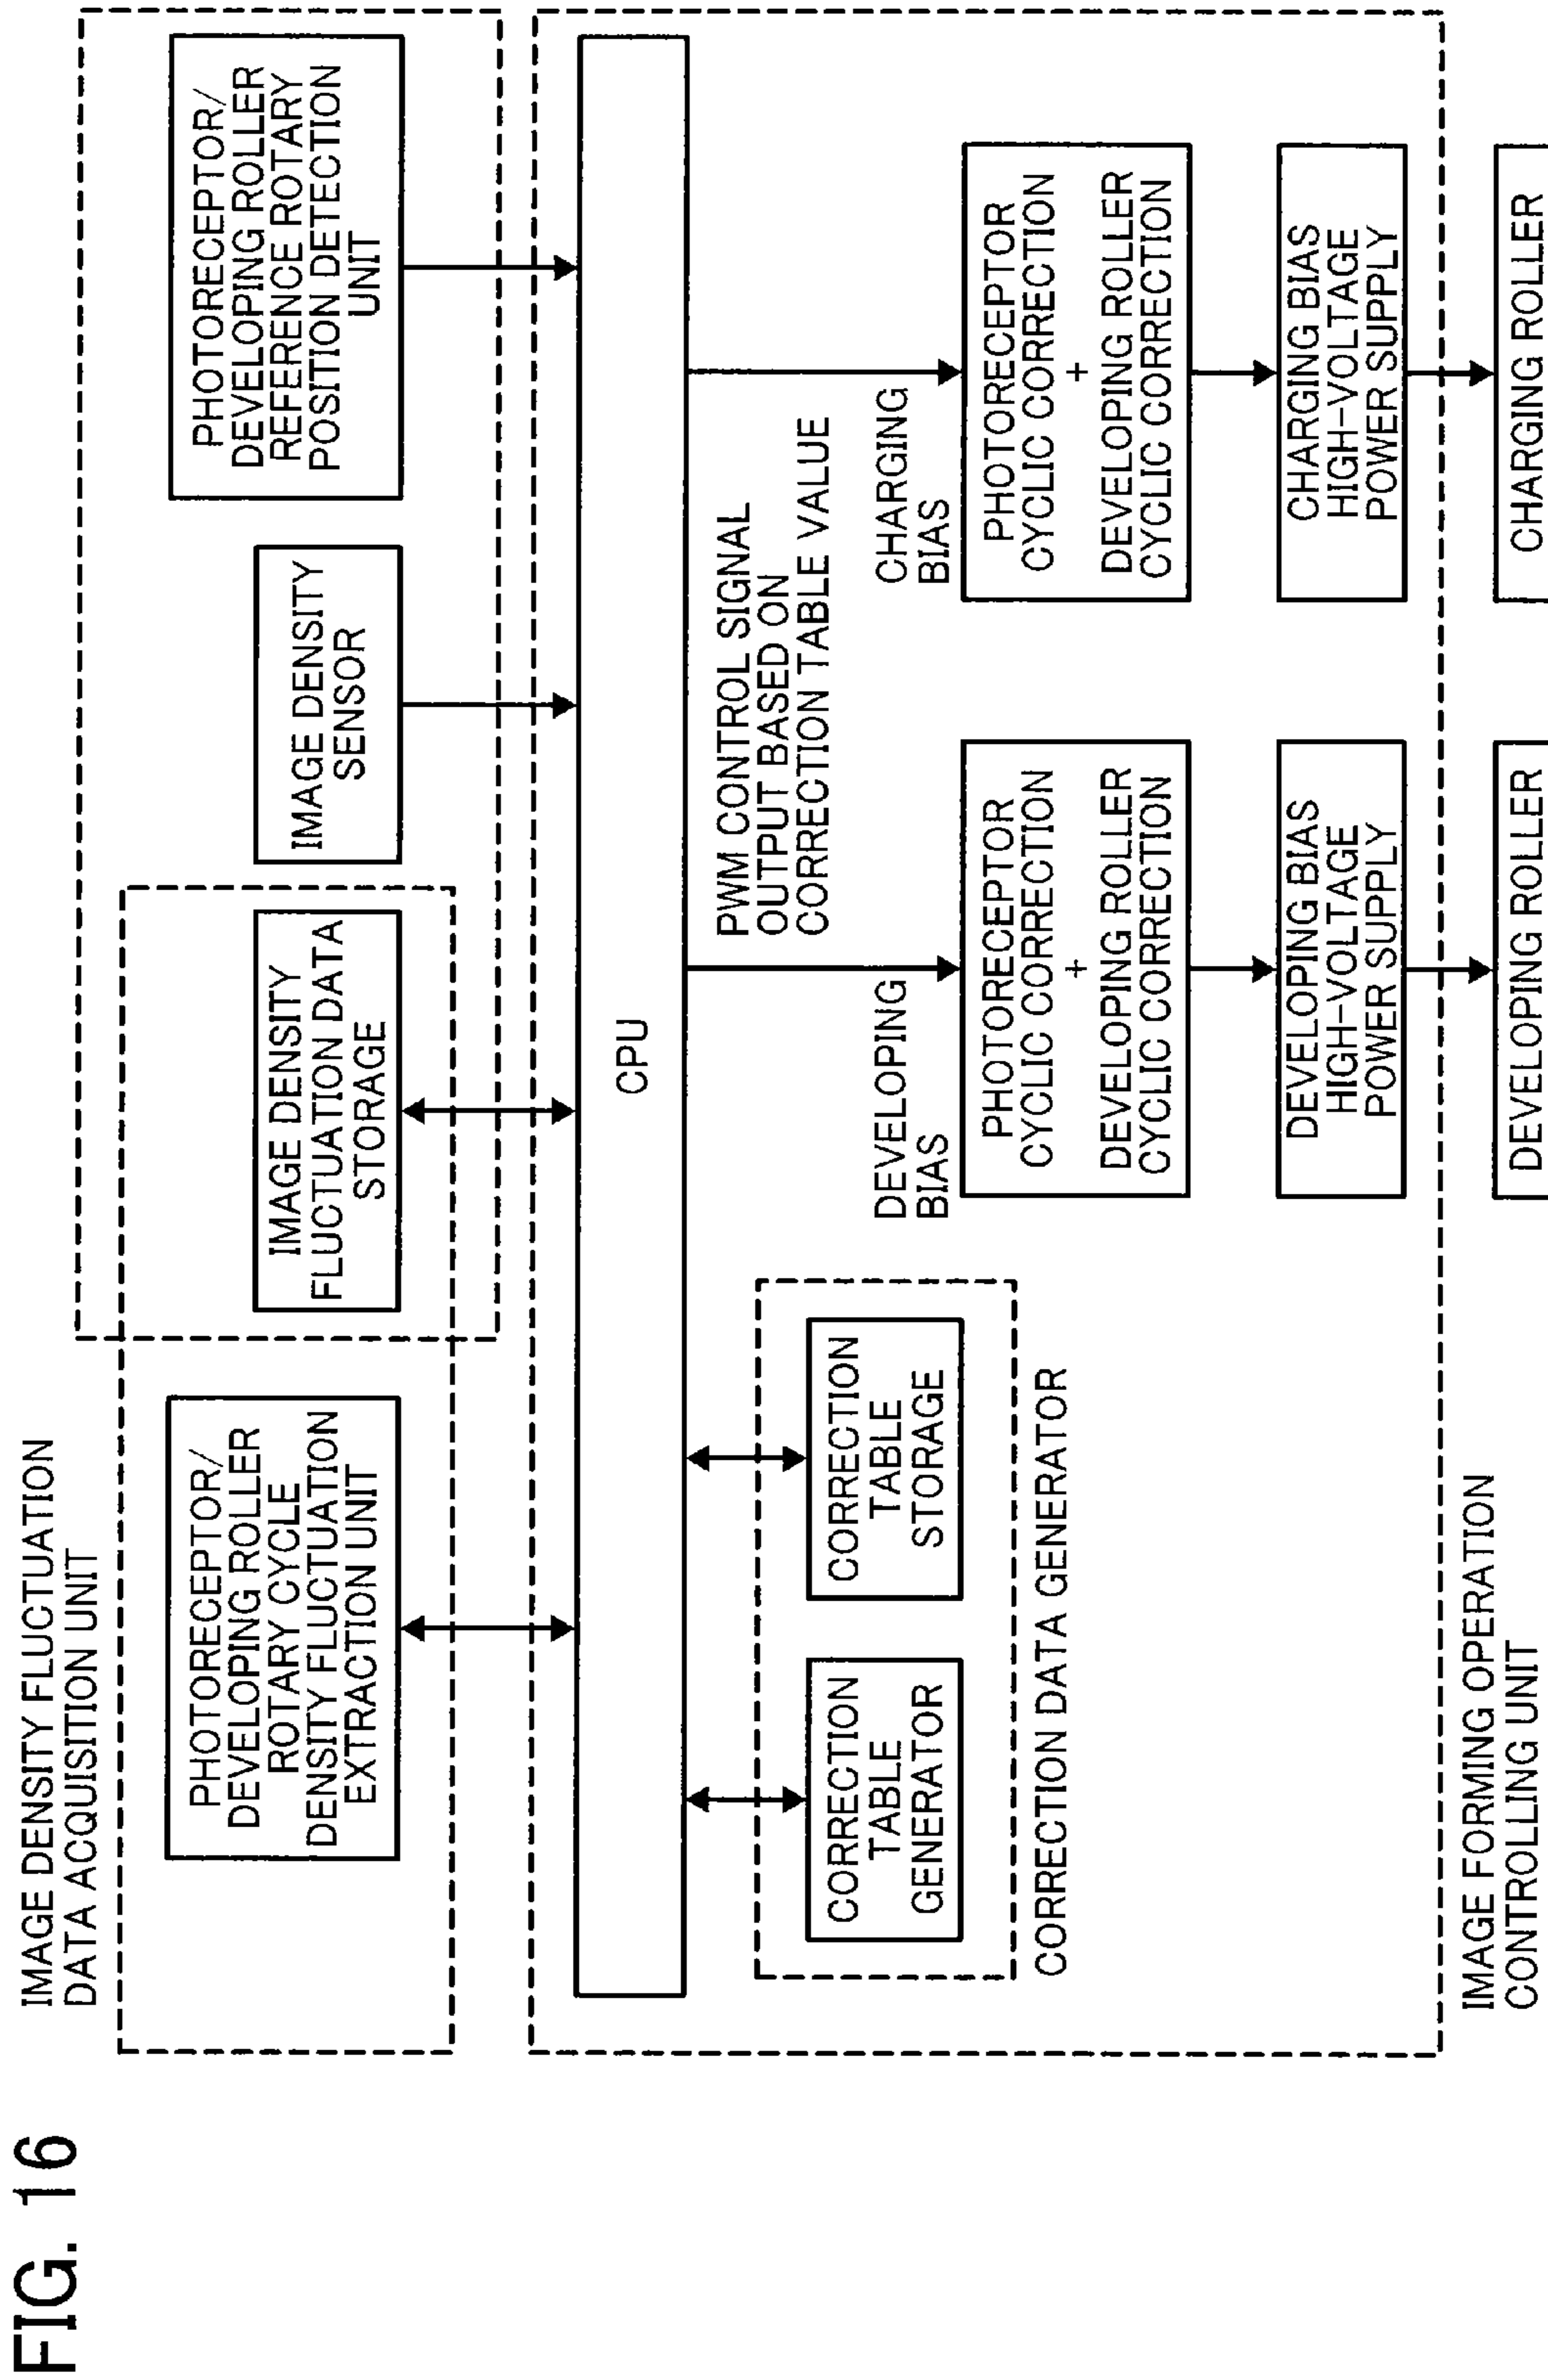 FIG. 16
IMAGE DENSITY FLUCTUATION
DATA ACQUISITION UNIT
PHOTORECEPTOR/
DEVELOPING ROLLER
ROTARY CYCLE
DENSITY FLUCTUATION
EXTRACTION UNIT
IMAGE DENSITY
FLUCTUATION DATA
STORAGE
IMAGE DENSITY
SENSOR
PHOTORECEPTOR/
DEVELOPING ROLLER
REFERENCE ROTARY
POSITION DETECTION
UNIT
CPU
PWM CONTROL SIGNAL
OUTPUT BASED ON
CORRECTION TABLE VALUE
CORRECTION
TABLE
GENERATOR
CORRECTION
TABLE
STORAGE
CORRECTION DATA GENERATOR
DEVELOPING
BIAS
CHARGING
BIAS
PHOTORECEPTOR
CYCLIC CORRECTION
+
DEVELOPING ROLLER
CYCLIC CORRECTION
PHOTORECEPTOR
CYCLIC CORRECTION
+
DEVELOPING ROLLER
CYCLIC CORRECTION
DEVELOPING BIAS
HIGH-VOLTAGE
POWER SUPPLY
CHARGING BIAS
HIGH-VOLTAGE
POWER SUPPLY
IMAGE FORMING OPERATION
CONTROLLING UNIT
DEVELOPING ROLLER
CHARGING ROLLER